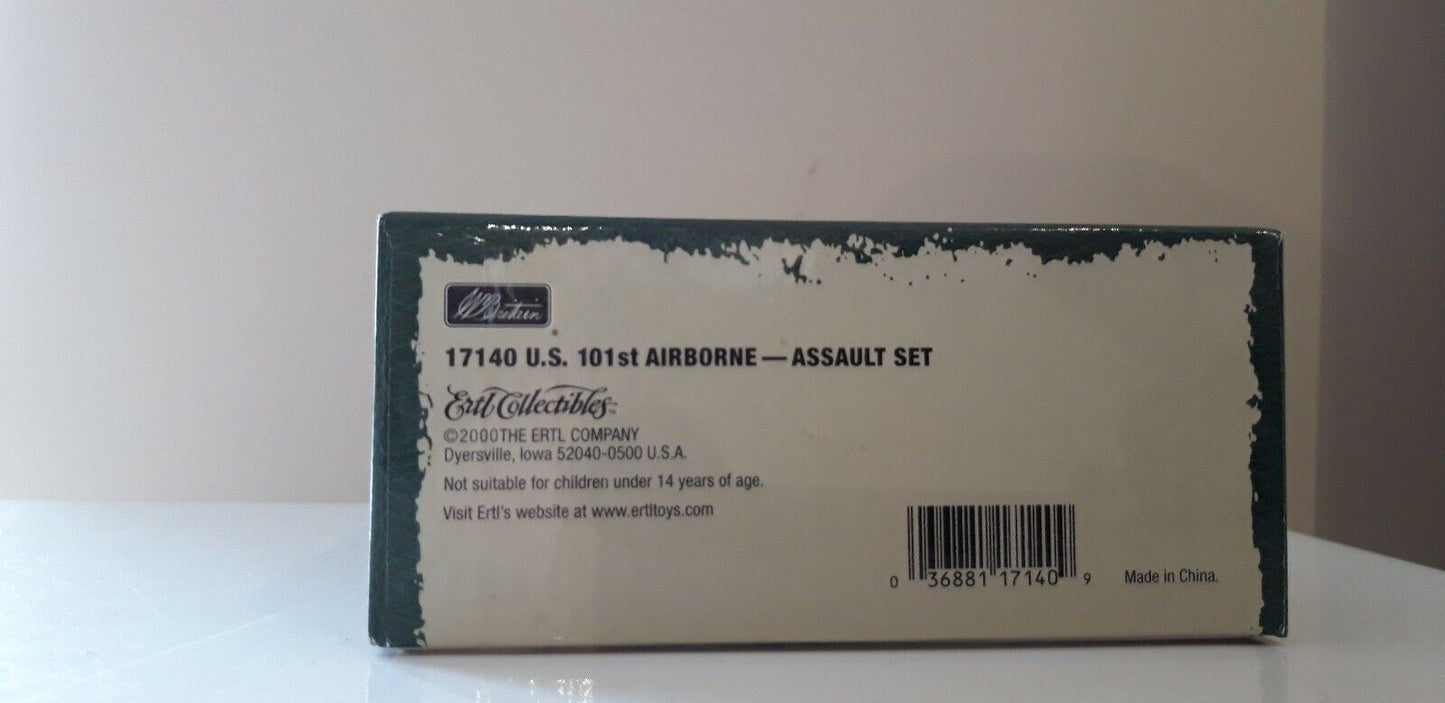 W Britain
17140 U.S. 101st AIRBORNE — ASSAULT SET
Ertl Collectibles™
©2000THE ERTL COMPANY
Dyersville, Iowa 52040-0500 U.S.A.
Not suitable for children under 14 years of age.
Visit Ertl's website at www.ertltoys.com
0 36881 17140 9
Made in China.